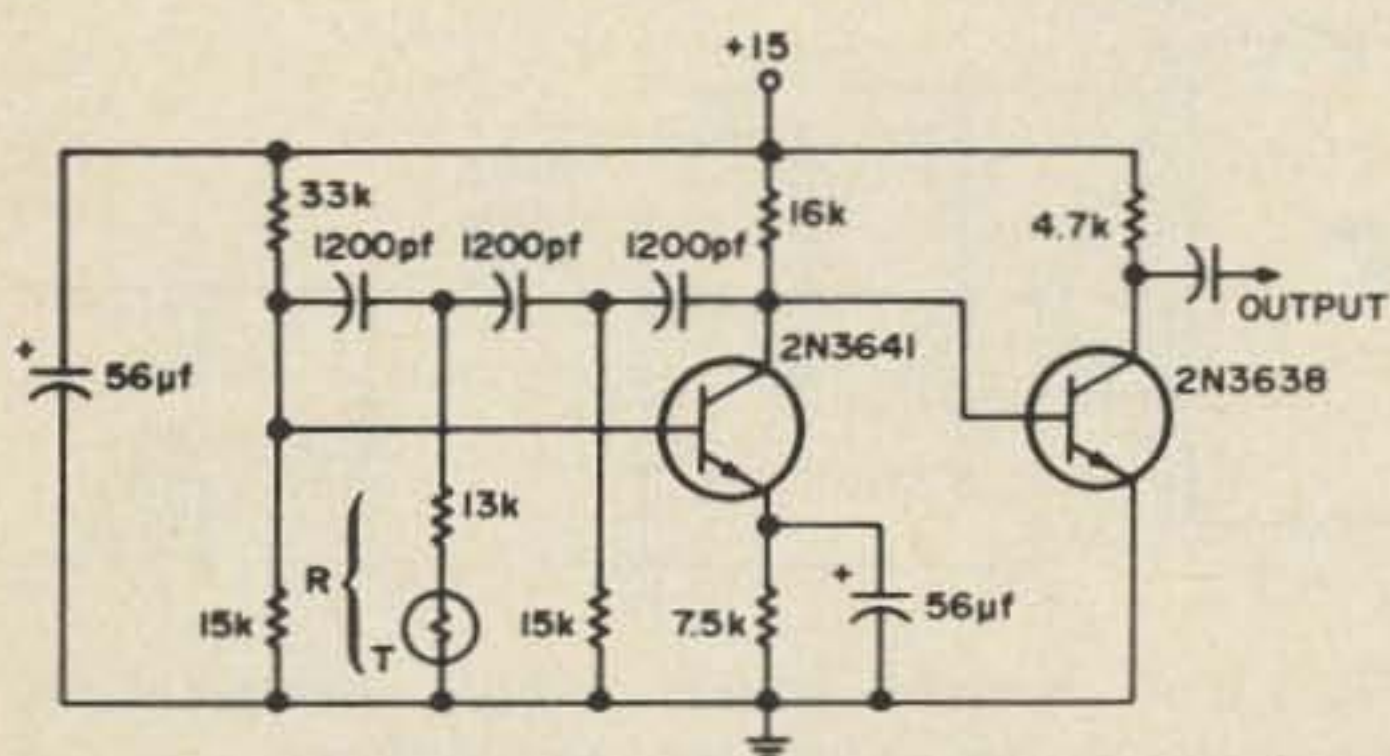 +15
33k
16k
4.7k
1200pf 1200pf 1200pf
OUTPUT
2N3641
2N3638
+
56µf
13k
R
15k
T
15k
7.5k
+
56µf